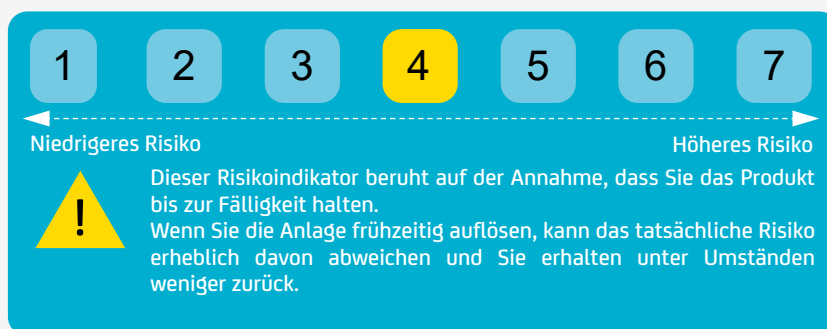 1 2 3 4 5 6 7
Niedrigeres Risiko Höheres Risiko
!
Dieser Risikoindikator beruht auf der Annahme, dass Sie das Produkt
bis zur Fälligkeit halten.
Wenn Sie die Anlage frühzeitig auflösen, kann das tatsächliche Risiko
erheblich davon abweichen und Sie erhalten unter Umständen
weniger zurück.